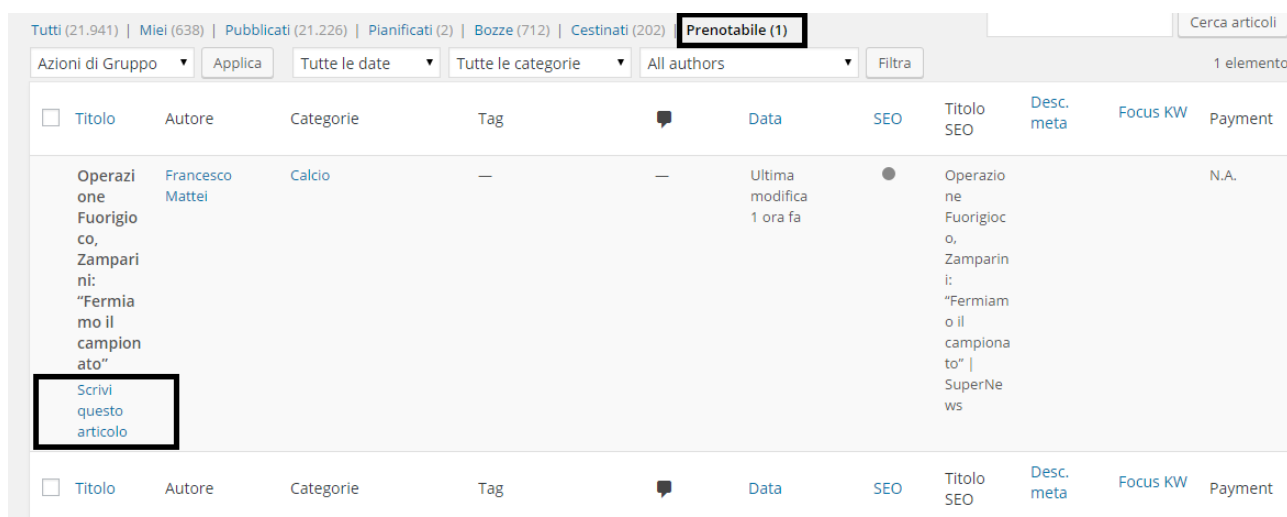 Tutti (21.941) | Miei (638) | Pubblicati (21.226) | Pianificati (2) | Bozze (712) | Cestinati (202) | Prenotabile (1)
Cerca articoli
Azioni di Gruppo ▼ Applica Tutte le date ▼ Tutte le categorie ▼ All authors ▼ Filtra 1 elemento
Titolo Autore Categorie Tag Data SEO Titolo SEO Desc. meta Focus KW Payment
Operazi
one
Fuorigio
co,
Zampari
ni:
“Fermia
mo il
campion
ato”
Scrivi
questo
articolo
Francesco
Mattei
Calcio
—
—
Ultima
modifica
1 ora fa
Operazio
ne
Fuorigioc
o,
Zamparin
i:
“Fermiam
o il
campiona
to” |
SuperNe
ws
N.A.
Titolo Autore Categorie Tag Data SEO Titolo SEO Desc. meta Focus KW Payment